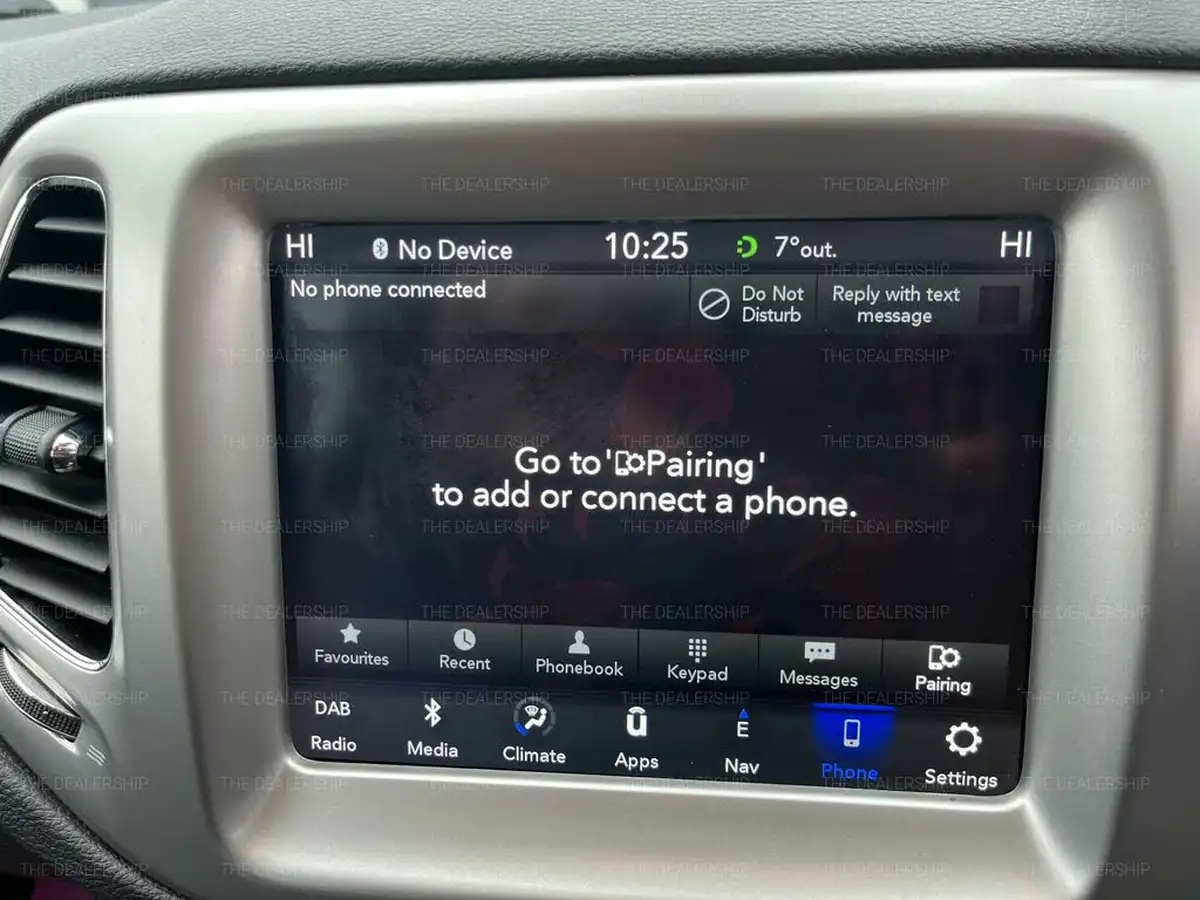 HI No Device 10:25 7°out. HI
No phone connected
Do Not
Disturb
Reply with text
message
Go to 'Pairing'
to add or connect a phone.
Favourites Recent Phonebook Keypad Messages Pairing
DAB E
Radio Media Climate Apps Nav Phone Settings
THE DEALERSHIP